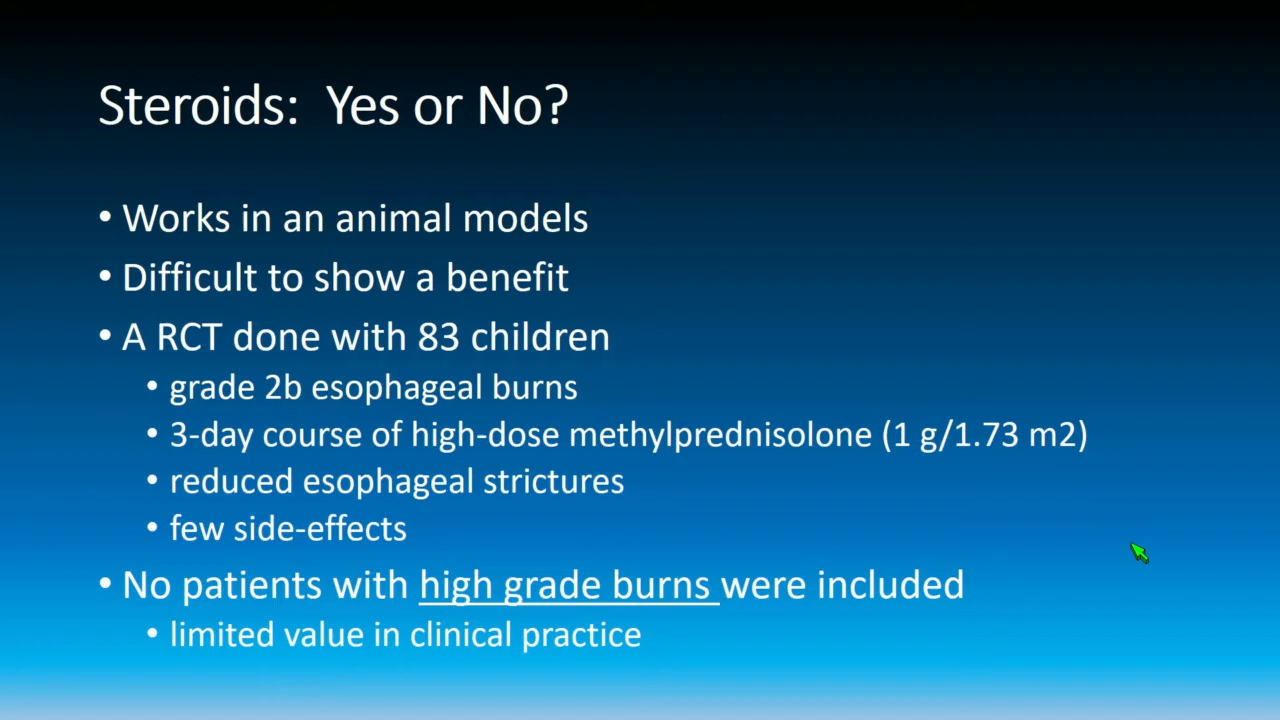 Steroids:  Yes or No?
• Works in an animal models
• Difficult to show a benefit
• A RCT done with 83 children
• grade 2b esophageal burns
• 3-day course of high-dose methylprednisolone (1 g/1.73 m2)
• reduced esophageal strictures
• few side-effects
• No patients with high grade burns were included
• limited value in clinical practice